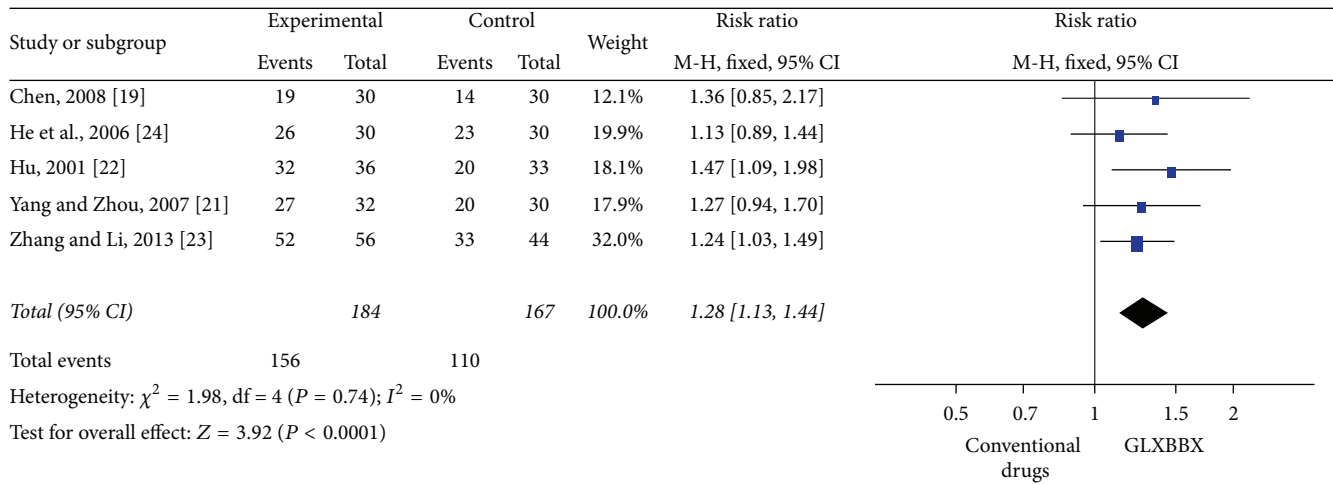 Study or subgroup Experimental Control Weight Risk ratio Risk ratio
Events Total Events Total M-H, fixed, 95% CI M-H, fixed, 95% CI
Chen, 2008 [19] 19 30 14 30 12.1% 1.36 [0.85, 2.17]
He et al., 2006 [24] 26 30 23 30 19.9% 1.13 [0.89, 1.44]
Hu, 2001 [22] 32 36 20 33 18.1% 1.47 [1.09, 1.98]
Yang and Zhou, 2007 [21] 27 32 20 30 17.9% 1.27 [0.94, 1.70]
Zhang and Li, 2013 [23] 52 56 33 44 32.0% 1.24 [1.03, 1.49]
Total (95% CI) 184 167 100.0% 1.28 [1.13, 1.44]
Total events 156 110
Heterogeneity: χ² = 1.98, df = 4 (P = 0.74); I² = 0%
Test for overall effect: Z = 3.92 (P < 0.0001)
0.5 0.7 1 1.5 2
Conventional GLXBBX
drugs